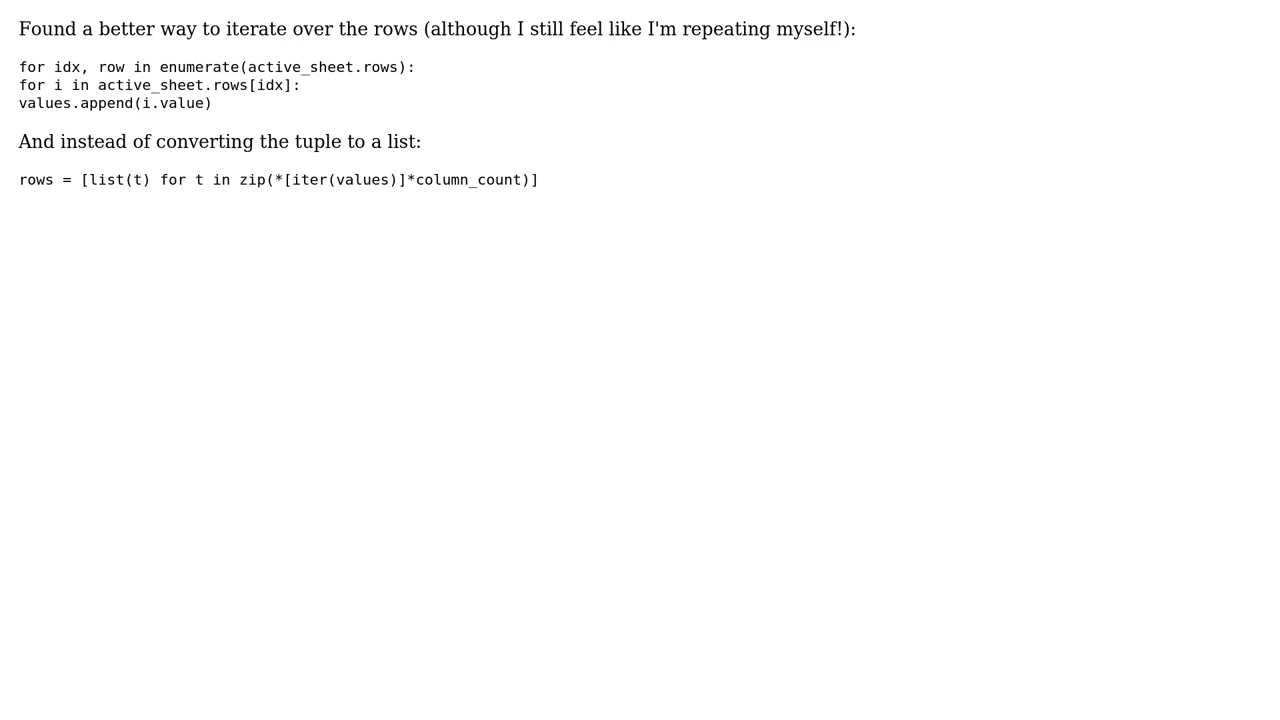 Found a better way to iterate over the rows (although I still feel like I'm repeating myself!):
for idx, row in enumerate(active_sheet.rows):
for i in active_sheet.rows[idx]:
values.append(i.value)
And instead of converting the tuple to a list:
rows = [list(t) for t in zip(*[iter(values)]*column_count)]